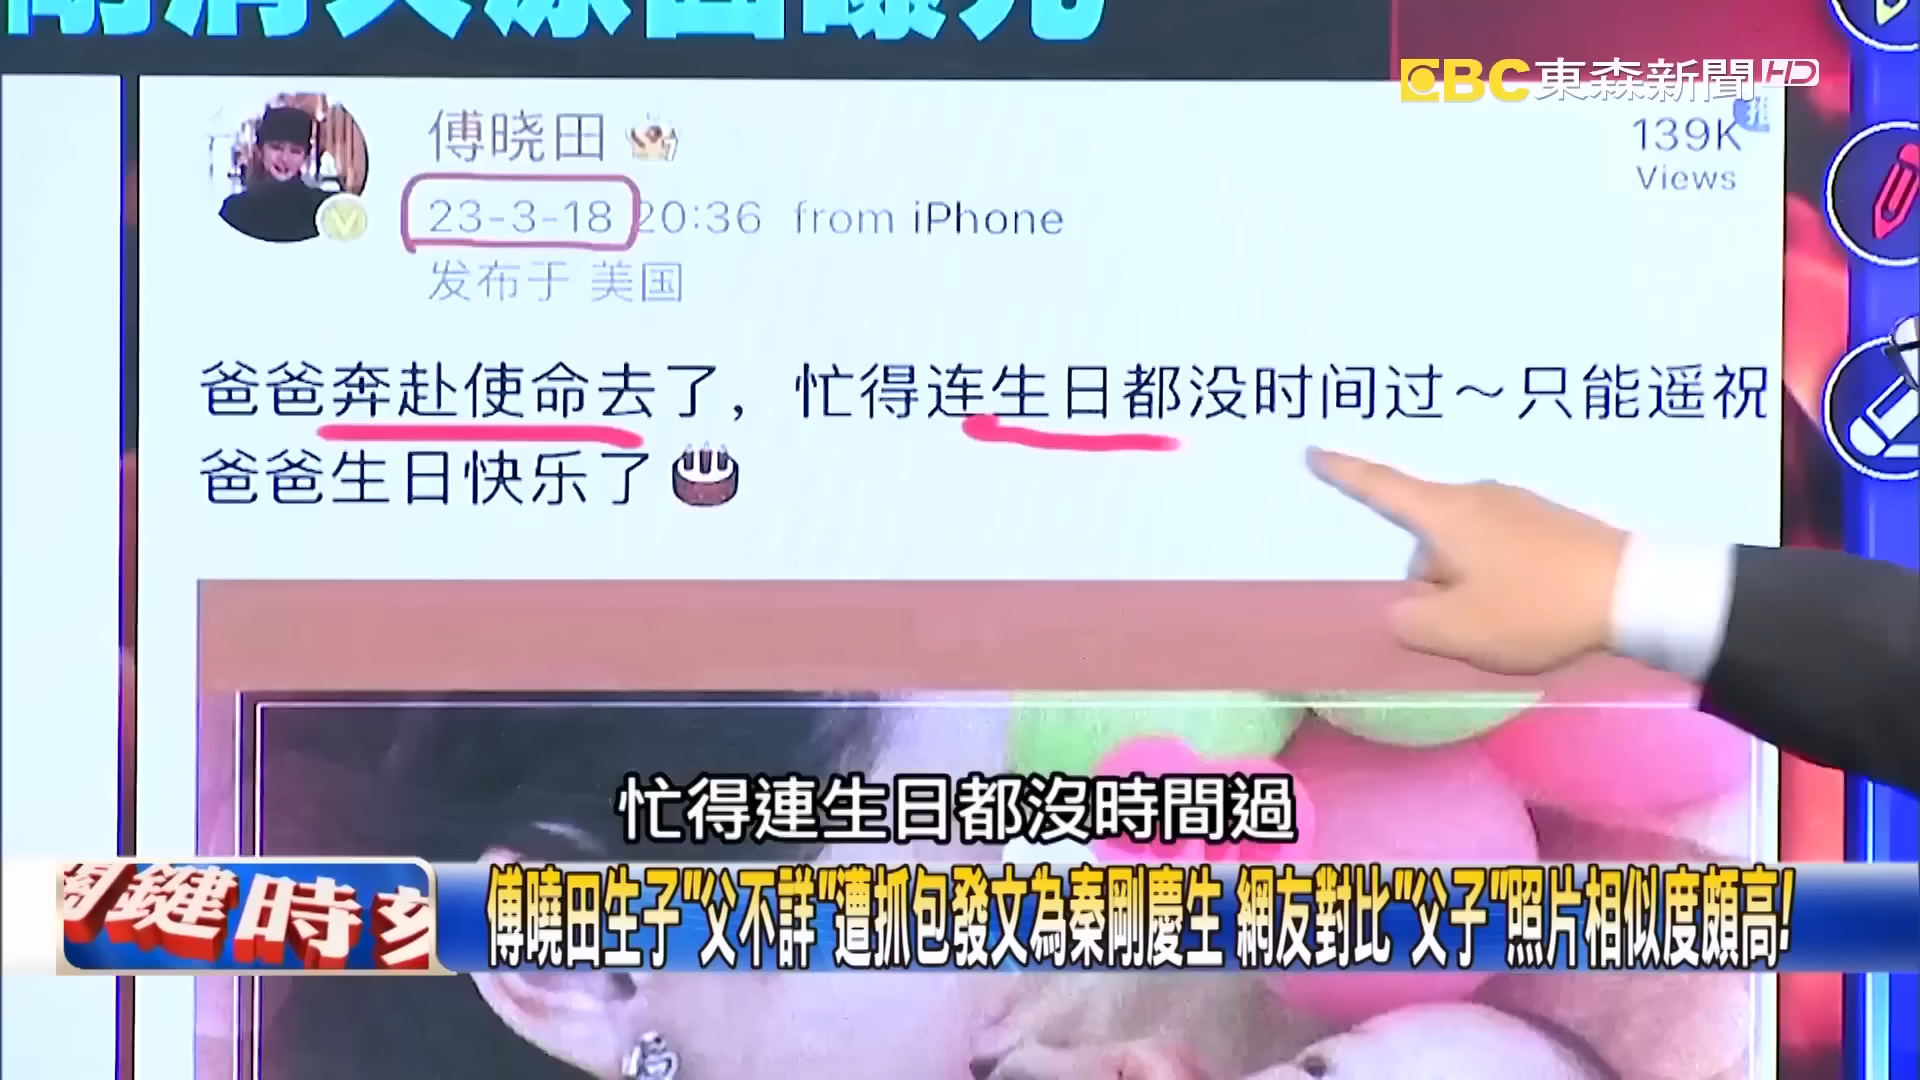 EBC東森新聞HD
傅晓田
139K
Views
23-3-18 20:36 from iPhone
发布于 美国
爸爸奔赴使命去了，忙得连生日都没时间过～只能遥祝
爸爸生日快乐了
忙得連生日都沒時間過
關鍵時刻
傅曉田生子"父不詳"遭抓包發文為秦剛慶生 網友對比"父子"照片相似度頗高!